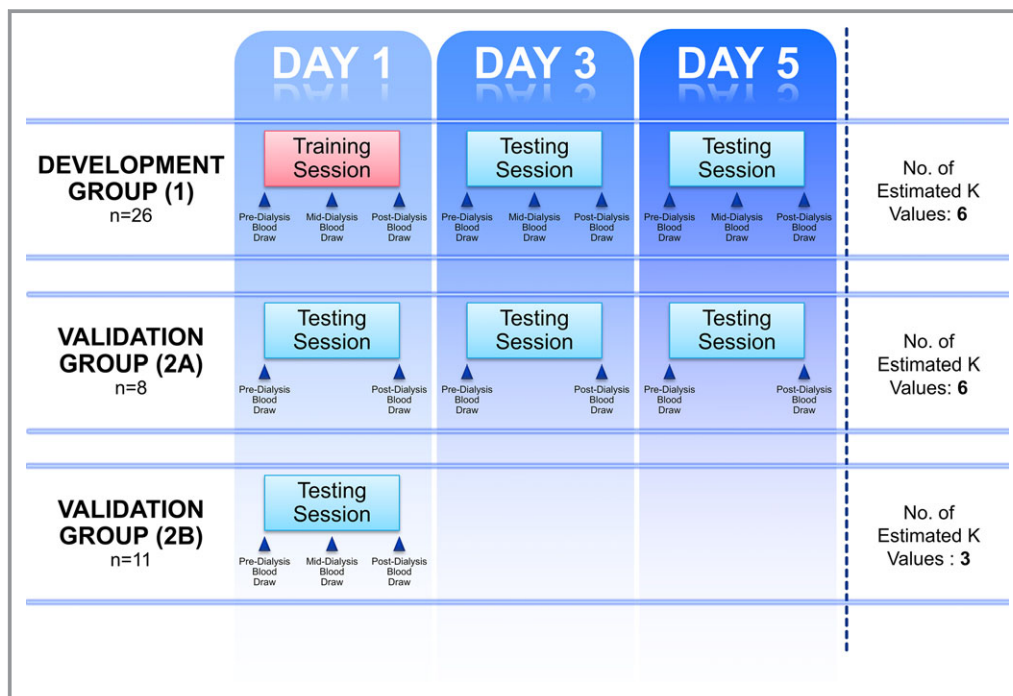 DAY 1 DAY 3 DAY 5
DEVELOPMENT
GROUP (1)
n=26
Training
Session
Pre-Dialysis
Blood
Draw
Mid-Dialysis
Blood
Draw
Post-Dialysis
Blood
Draw
Testing
Session
Pre-Dialysis
Blood
Draw
Mid-Dialysis
Blood
Draw
Post-Dialysis
Blood
Draw
Testing
Session
Pre-Dialysis
Blood
Draw
Mid-Dialysis
Blood
Draw
Post-Dialysis
Blood
Draw
No. of
Estimated K
Values: 6
VALIDATION
GROUP (2A)
n=8
Testing
Session
Pre-Dialysis
Blood
Draw
Post-Dialysis
Blood
Draw
Testing
Session
Pre-Dialysis
Blood
Draw
Post-Dialysis
Blood
Draw
Testing
Session
Pre-Dialysis
Blood
Draw
Post-Dialysis
Blood
Draw
No. of
Estimated K
Values: 6
VALIDATION
GROUP (2B)
n=11
Testing
Session
Pre-Dialysis
Blood
Draw
Mid-Dialysis
Blood
Draw
Post-Dialysis
Blood
Draw
No. of
Estimated K
Values : 3